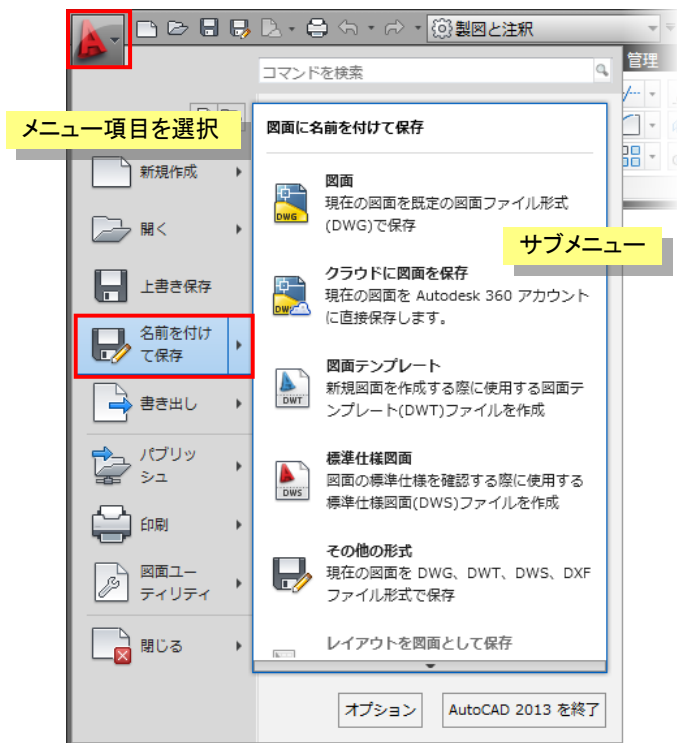 製図と注釈
管理
コマンドを検索
メニュー項目を選択
図面に名前を付けて保存
新規作成
開く
上書き保存
名前を付け
て保存
書き出し
パブリッ
シュ
印刷
図面ユー
ティリティ
閉じる
図面
現在の図面を既定の図面ファイル形式
(DWG)で保存
DWG
サブメニュー
クラウドに図面を保存
現在の図面を Autodesk 360 アカウント
に直接保存します。
DW
図面テンプレート
新規図面を作成する際に使用する図面テ
ンプレート(DWT)ファイルを作成
DWT
標準仕様図面
図面の標準仕様を確認する際に使用する
標準仕様図面(DWS)ファイルを作成
DWS
その他の形式
現在の図面を DWG、DWT、DWS、DXF
ファイル形式で保存
レイアウトを図面として保存
オプション
AutoCAD 2013 を終了